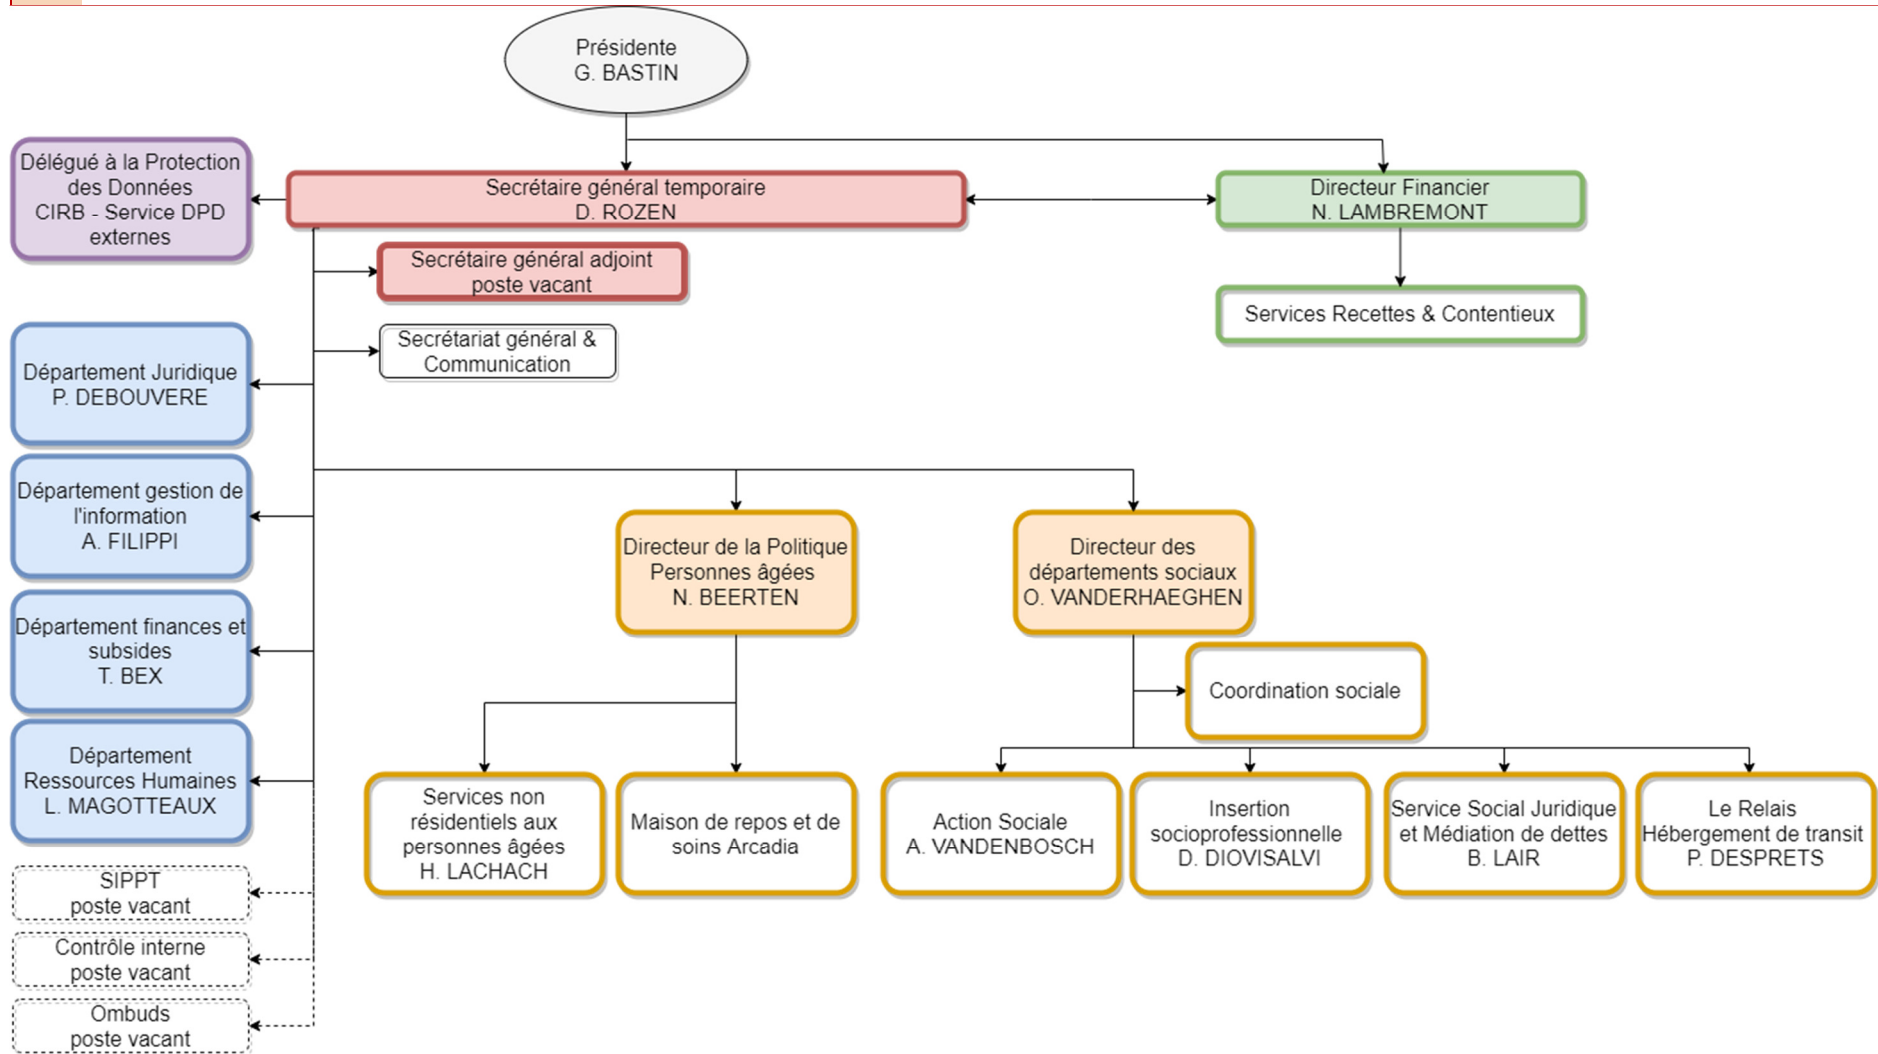 Présidente
G. BASTIN
Délégué à la Protection
des Données
CIRB - Service DPD
externes
Secrétaire général temporaire
D. ROZEN
Directeur Financier
N. LAMBREMONT
Secrétaire général adjoint
poste vacant
Services Recettes & Contentieux
Secrétariat général &
Communication
Département Juridique
P. DEBOUVERE
Département gestion de
l'information
A. FILIPPI
Directeur de la Politique
Personnes âgées
N. BEERTEN
Directeur des
départements sociaux
O. VANDERHAEGHEN
Département finances et
subsides
T. BEX
Coordination sociale
Département
Ressources Humaines
L. MAGOTTEAUX
Services non
résidentiels aux
personnes âgées
H. LACHACH
Maison de repos et de
soins Arcadia
Action Sociale
A. VANDENBOSCH
Insertion
socioprofessionnelle
D. DIOVISALVI
Service Social Juridique
et Médiation de dettes
B. LAIR
Le Relais
Hébergement de transit
P. DESPRETS
SIPPT
poste vacant
Contrôle interne
poste vacant
Ombuds
poste vacant